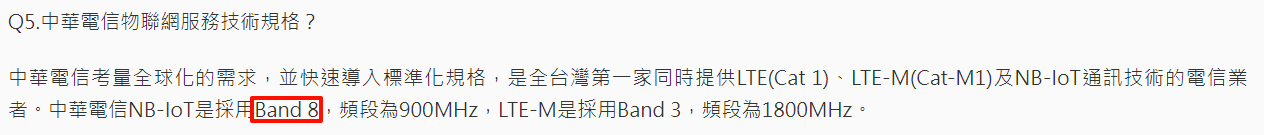 Q5.中華電信物聯網服務技術規格？
中華電信考量全球化的需求，並快速導入標準化規格，是全台灣第一家同時提供LTE(Cat 1)、LTE-M(Cat-M1)及NB-IoT通訊技術的電信業
者。中華電信NB-IoT是採用Band 8，頻段為900MHz，LTE-M是採用Band 3，頻段為1800MHz。